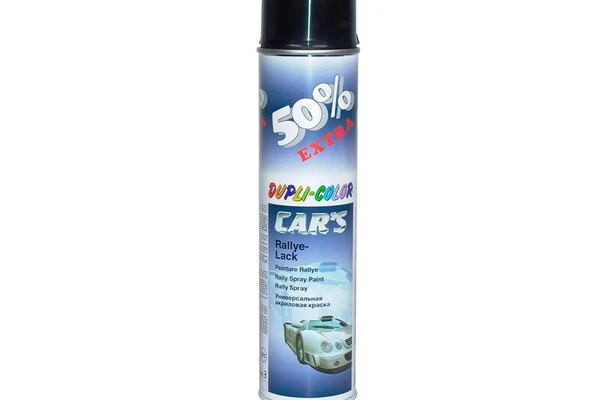 50%
EXTRA
DUPLI-COLOR
CAR'S
Rallye-
Lack
Peinture Rallye
Rally Spray Paint
Rally Spray
Универсальная
акриловая краска